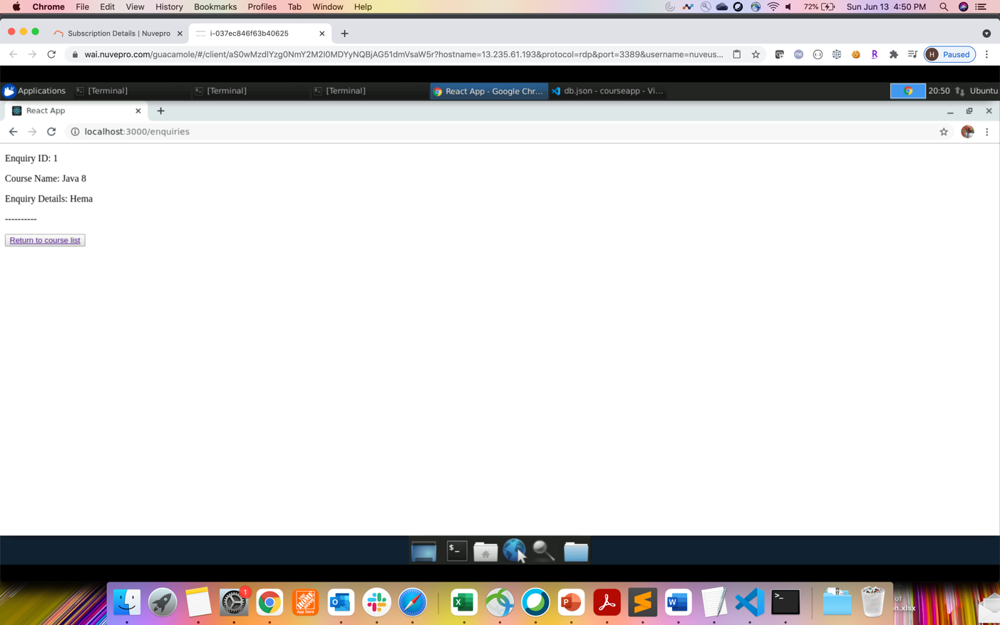 Chrome File Edit View History Bookmarks Profiles Tab Window Help 72% Sun Jun 13 4:50 PM
Subscription Details | Nuvepro i-037ec846f63b40625
wai.nuvepro.com/guacamole/#/client/aS0wMzdlYzg0NmY2M2I0MDYyNQBjAG51dmVsaW5r?hostname=13.235.61.193&protocol=rdp&port=3389&username=nuveus... Paused
Applications [Terminal] [Terminal] [Terminal] React App - Google Chr... db.json - courseapp - Vi... 20:50 Ubuntu
React App
localhost:3000/enquiries
Enquiry ID: 1
Course Name: Java 8
Enquiry Details: Hema
----------
Return to course list
1
App Store
of
n.xlsx